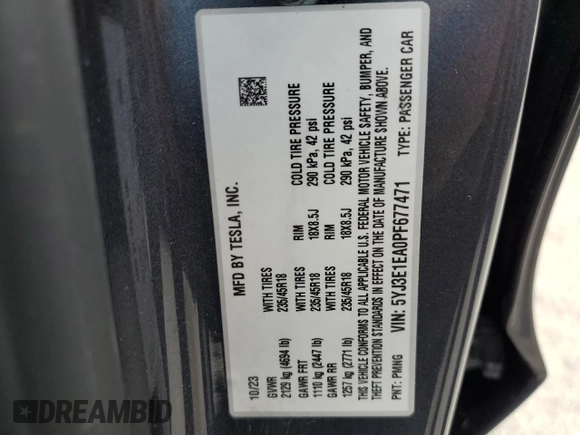 MFD BY TESLA, INC.
10/23
GVWR
2129 kg (4694 lb)
GAWR FRT WITH TIRES RIM COLD TIRE PRESSURE
1110 kg (2447 lb) 235/45R18 18X8.5J 290 kPa, 42 psi
GAWR RR WITH TIRES RIM COLD TIRE PRESSURE
1257 kg (2771 lb) 235/45R18 18X8.5J 290 kPa, 42 psi
THIS VEHICLE CONFORMS TO ALL APPLICABLE U.S. FEDERAL MOTOR VEHICLE SAFETY, BUMPER, AND
THEFT PREVENTION STANDARDS IN EFFECT ON THE DATE OF MANUFACTURE SHOWN ABOVE.
PNT: PMNG VIN: 5YJ3E1EA0PF677471 TYPE: PASSENGER CAR
DREAMBID